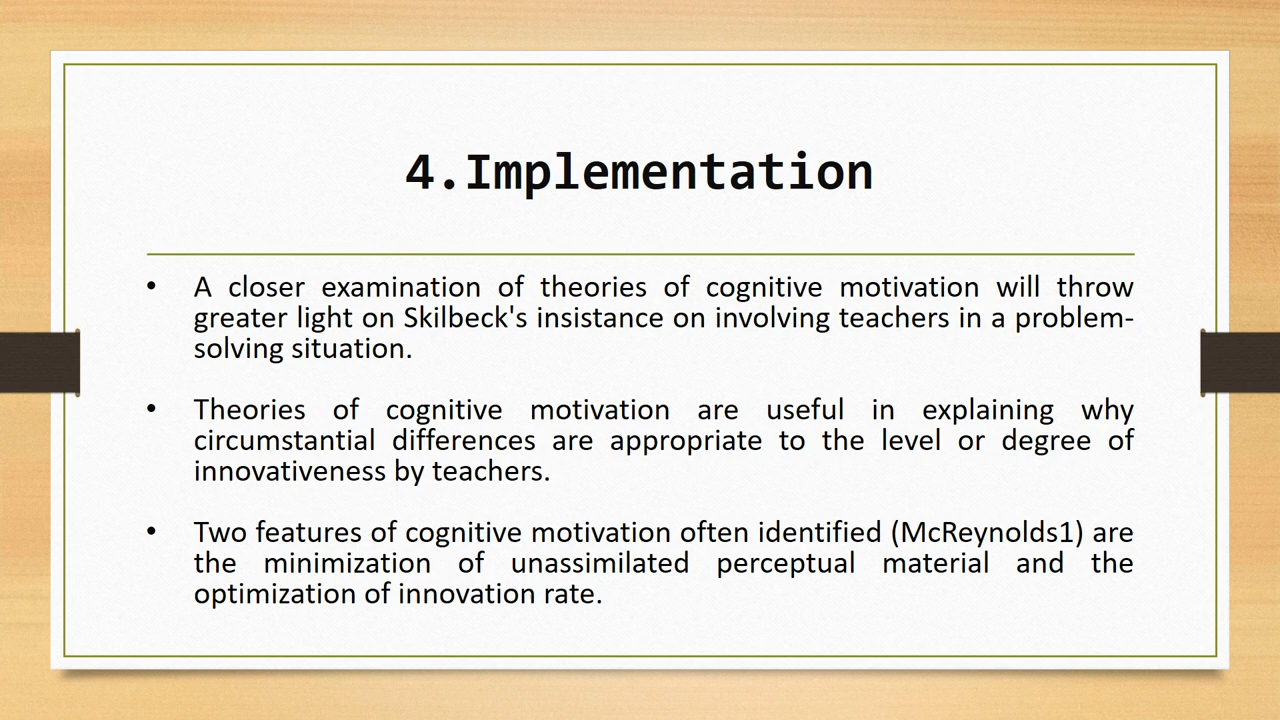 4.Implementation
• A closer examination of theories of cognitive motivation will throw
greater light on Skilbeck's insistance on involving teachers in a problem-
solving situation.
• Theories of cognitive motivation are useful in explaining why
circumstantial differences are appropriate to the level or degree of
innovativeness by teachers.
• Two features of cognitive motivation often identified (McReynolds1) are
the minimization of unassimilated perceptual material and the
optimization of innovation rate.